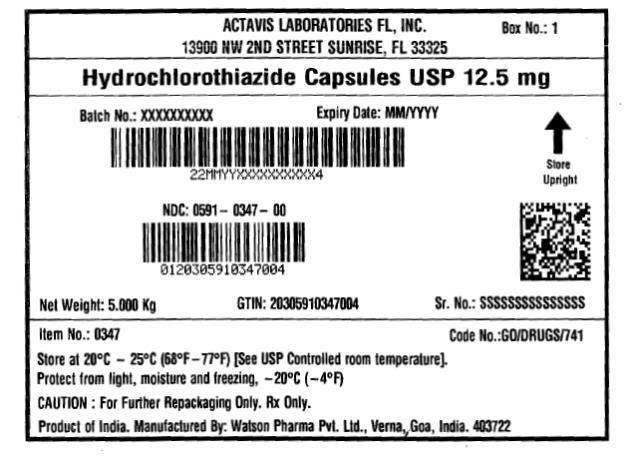 ACTAVIS LABORATORIES FL, INC. Box No.: 1
13900 NW 2ND STREET SUNRISE, FL 33325
Hydrochlorothiazide Capsules USP 12.5 mg
Batch No.: XXXXXXXXXX Expiry Date: MM/YYYY
22MMYYXXXXXXXXXX4
Store
Upright
NDC: 0591-0347-00
0120305910347004
Net Weight: 5.000 Kg GTIN: 20305910347004 Sr. No.: SSSSSSSSSSSSSSS
Item No.: 0347 Code No.:GO/DRUGS/741
Store at 20°C – 25°C (68°F–77°F) [See USP Controlled room temperature].
Protect from light, moisture and freezing, –20°C (–4°F)
CAUTION : For Further Repackaging Only. Rx Only.
Product of India. Manufactured By: Watson Pharma Pvt. Ltd., Verna, Goa, India. 403722